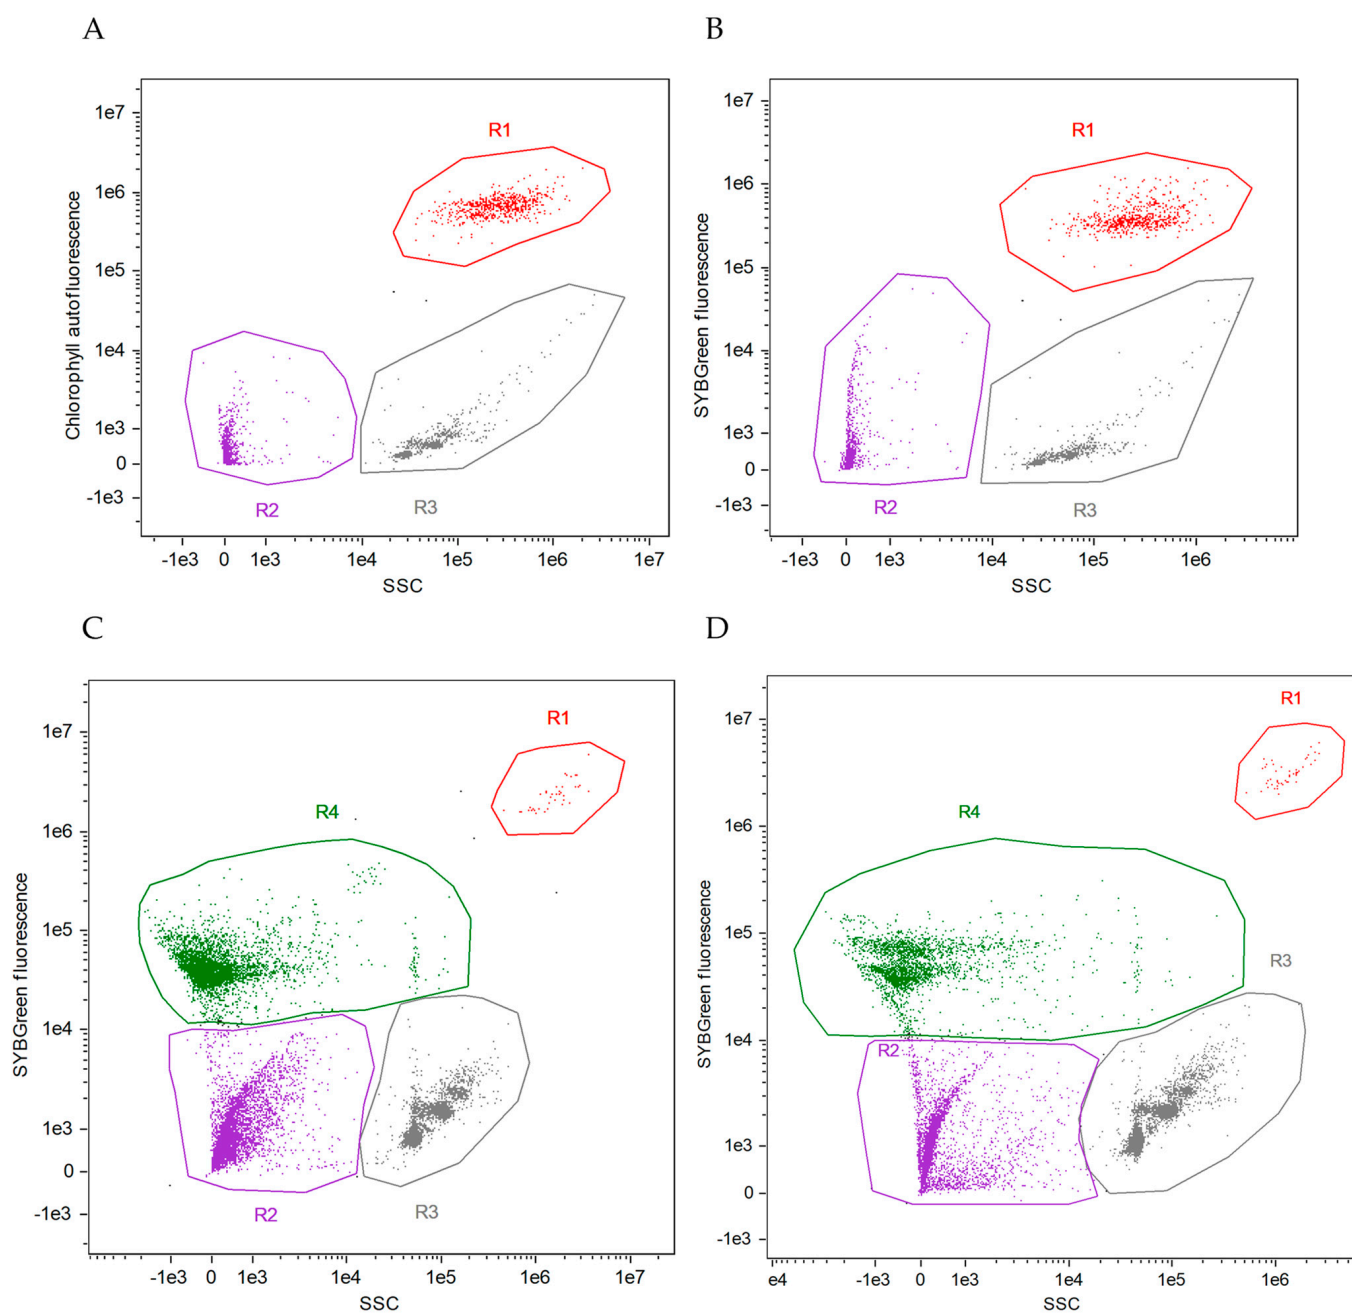 A
Chlorophyll autofluorescence
1e7
1e6
1e5
1e4
1e3
0
-1e3
R1
R2
R3
-1e3 0 1e3 1e4 1e5 1e6 1e7
SSC
B
SYBGreen fluorescence
1e7
1e6
1e5
1e4
1e3
0
-1e3
R1
R2
R3
-1e3 0 1e3 1e4 1e5 1e6
SSC
C
SYBGreen fluorescence
1e7
1e6
1e5
1e4
1e3
0
-1e3
R1
R4
R2
R3
-1e3 0 1e3 1e4 1e5 1e6 1e7
SSC
D
SYBGreen fluorescence
1e7
1e6
1e5
1e4
1e3
0
-1e3
R1
R4
R3
R2
e4 -1e3 0 1e3 1e4 1e5 1e6
SSC